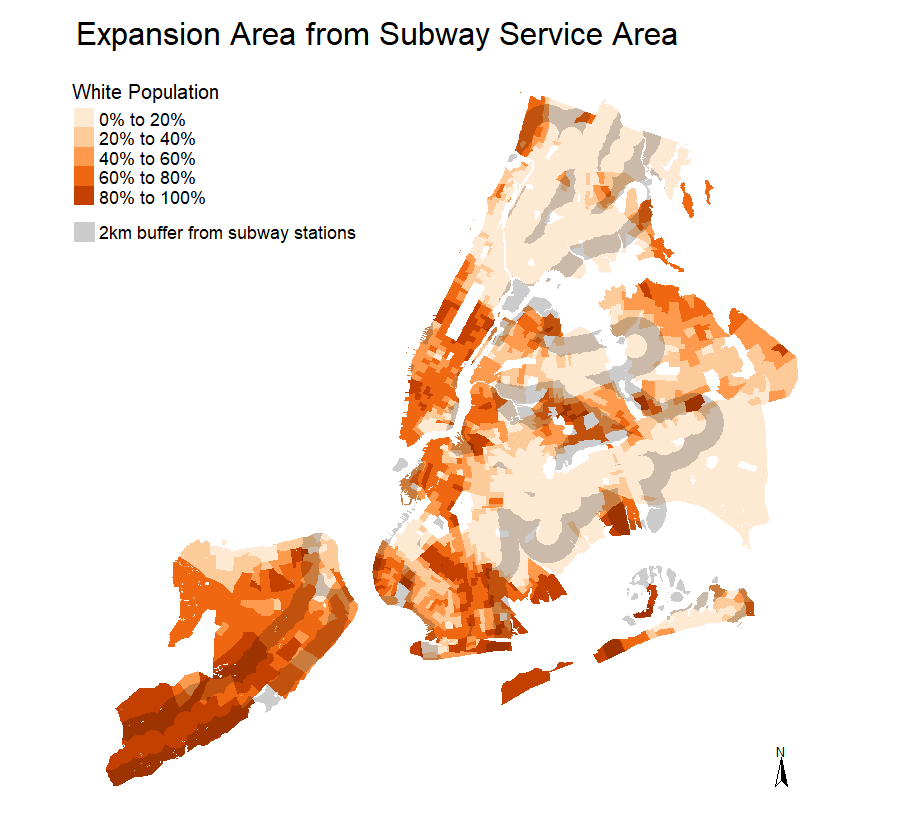 Expansion Area from Subway Service Area
White Population
0% to 20%
20% to 40%
40% to 60%
60% to 80%
80% to 100%
2km buffer from subway stations
N